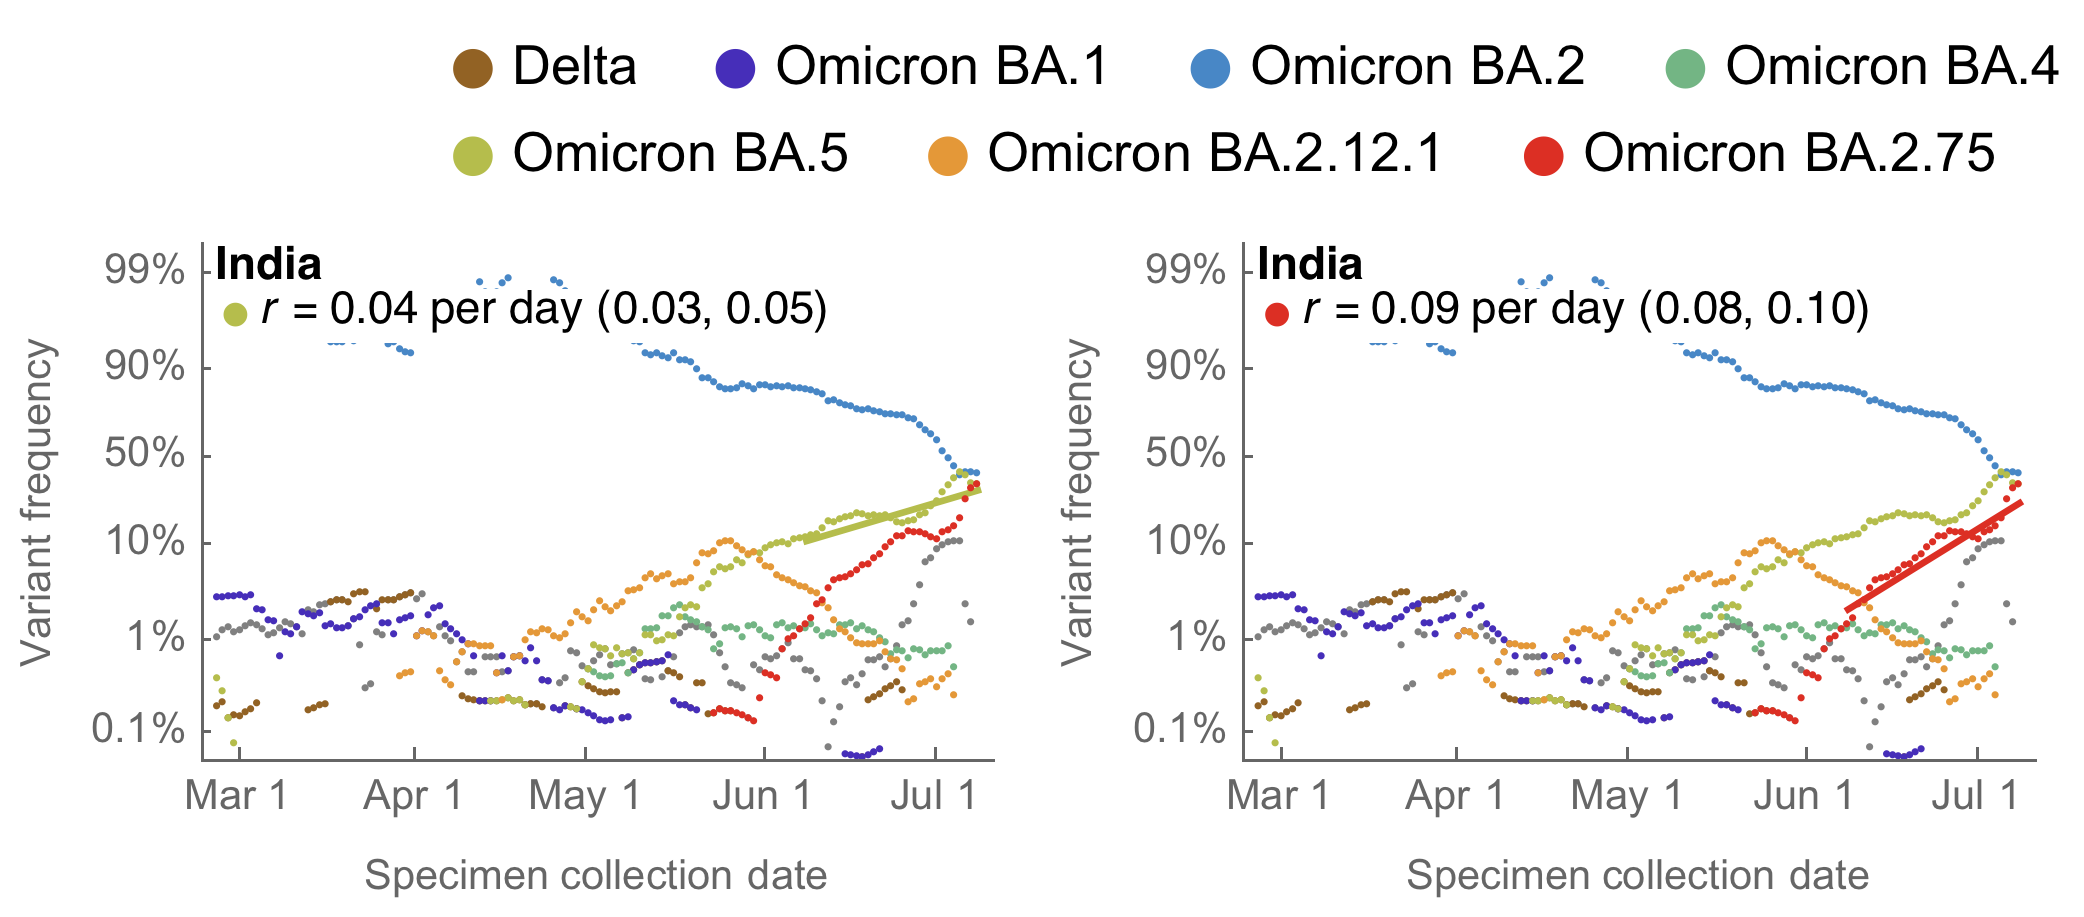 Delta Omicron BA.1 Omicron BA.2 Omicron BA.4
Omicron BA.5 Omicron BA.2.12.1 Omicron BA.2.75
India
r = 0.04 per day (0.03, 0.05)
Variant frequency
99%
90%
50%
10%
1%
0.1%
Mar 1 Apr 1 May 1 Jun 1 Jul 1
Specimen collection date
India
r = 0.09 per day (0.08, 0.10)
Variant frequency
99%
90%
50%
10%
1%
0.1%
Mar 1 Apr 1 May 1 Jun 1 Jul 1
Specimen collection date